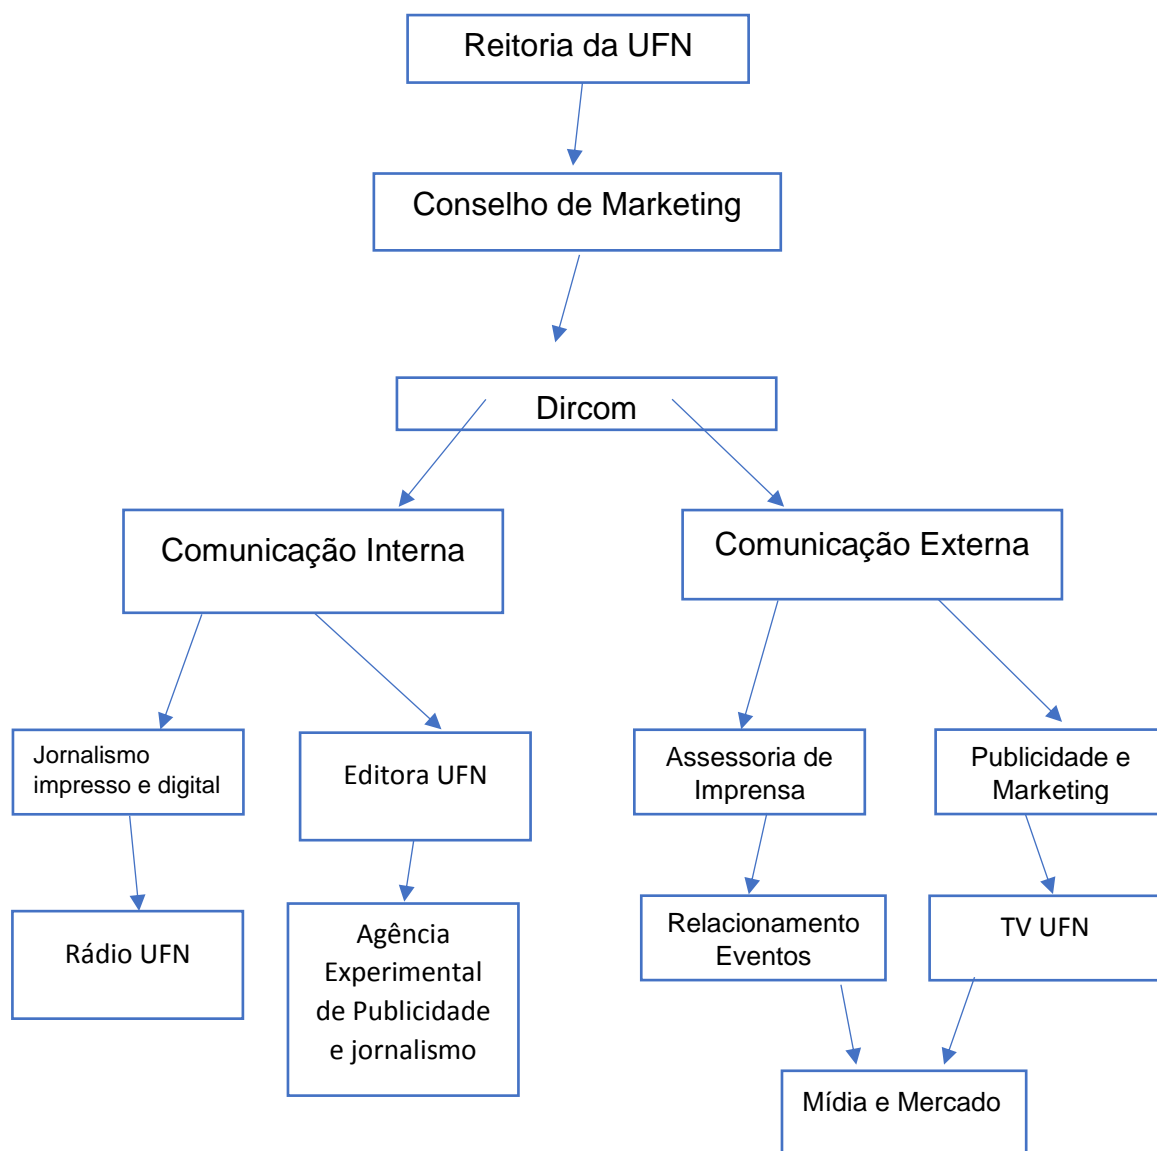 Reitoria da UFN
Conselho de Marketing
Dircom
Comunicação Interna
Comunicação Externa
Jornalismo
impresso e digital
Editora UFN
Assessoria de
Imprensa
Publicidade e
Marketing
Rádio UFN
Agência
Experimental
de Publicidade
e jornalismo
Relacionamento
Eventos
TV UFN
Mídia e Mercado